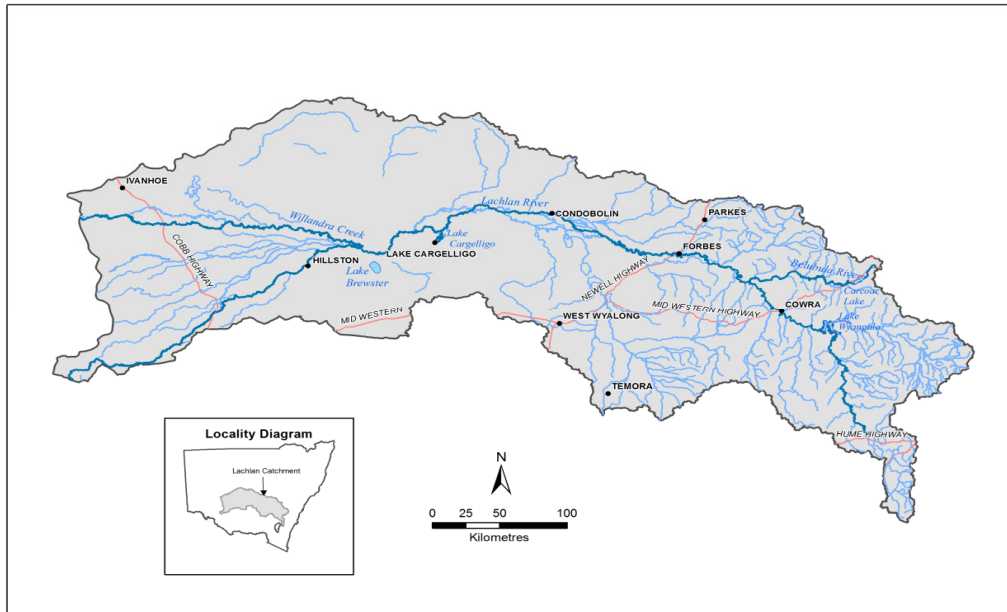 IVANHOE
Willandra Creek
COBB HIGHWAY
HILLSTON
Lake
Brewster
LAKE CARGELLIGO
Lake
Cargelligo
Lachlan River
CONDOBOLIN
PARKES
FORBES
NEWELL HIGHWAY
Belubula River
Carcoar
Lake
COWRA
Lake
Wyangala
MID WESTERN HIGHWAY
MID WESTERN
WEST WYALONG
TEMORA
HUME HIGHWAY
Locality Diagram
Lachlan Catchment
N
0 25 50 100
Kilometres